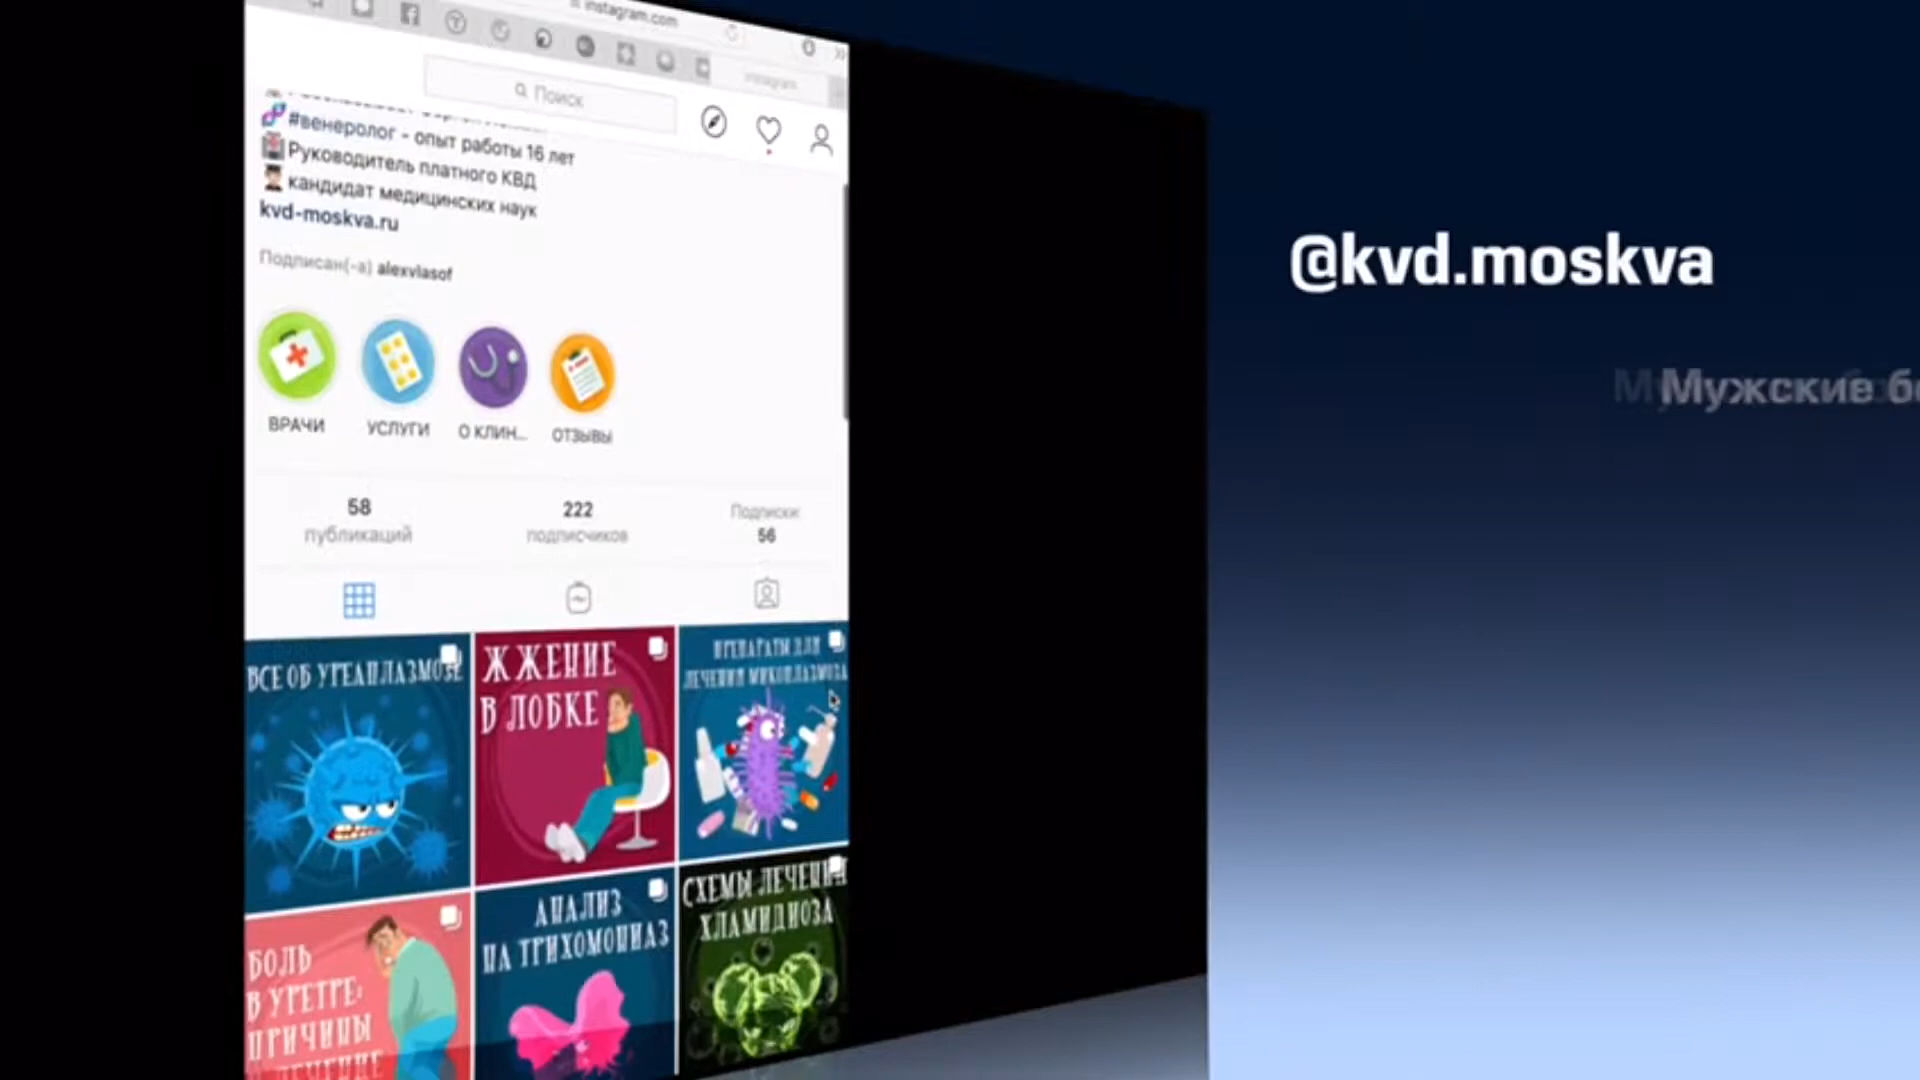 instagram.com
instagram
Поиск
#венеролог - опыт работы 16 лет
Руководитель платного КВД
кандидат медицинских наук
kvd-moskva.ru
Подписан(-а) alexvlasof
ВРАЧИ
УСЛУГИ
О КЛИН...
ОТЗЫВЫ
58
публикаций
222
подписчиков
Подписки:
56
ВСЕ ОБ УРЕАПЛАЗМОЗЕ
ЖЖЕНИЕ
В ЛОБКЕ
ПРЕПАРАТЫ ДЛЯ
ЛЕЧЕНИЯ МИКОПЛАЗМОЗА
БОЛЬ
В УРЕТРЕ:
ПРИЧИНЫ
И ЛЕЧЕНИЕ
АНАЛИЗ
НА ТРИХОМОНИАЗ
СХЕМЫ ЛЕЧЕНИЯ
ХЛАМИДИОЗА
@kvd.moskva
Мужские